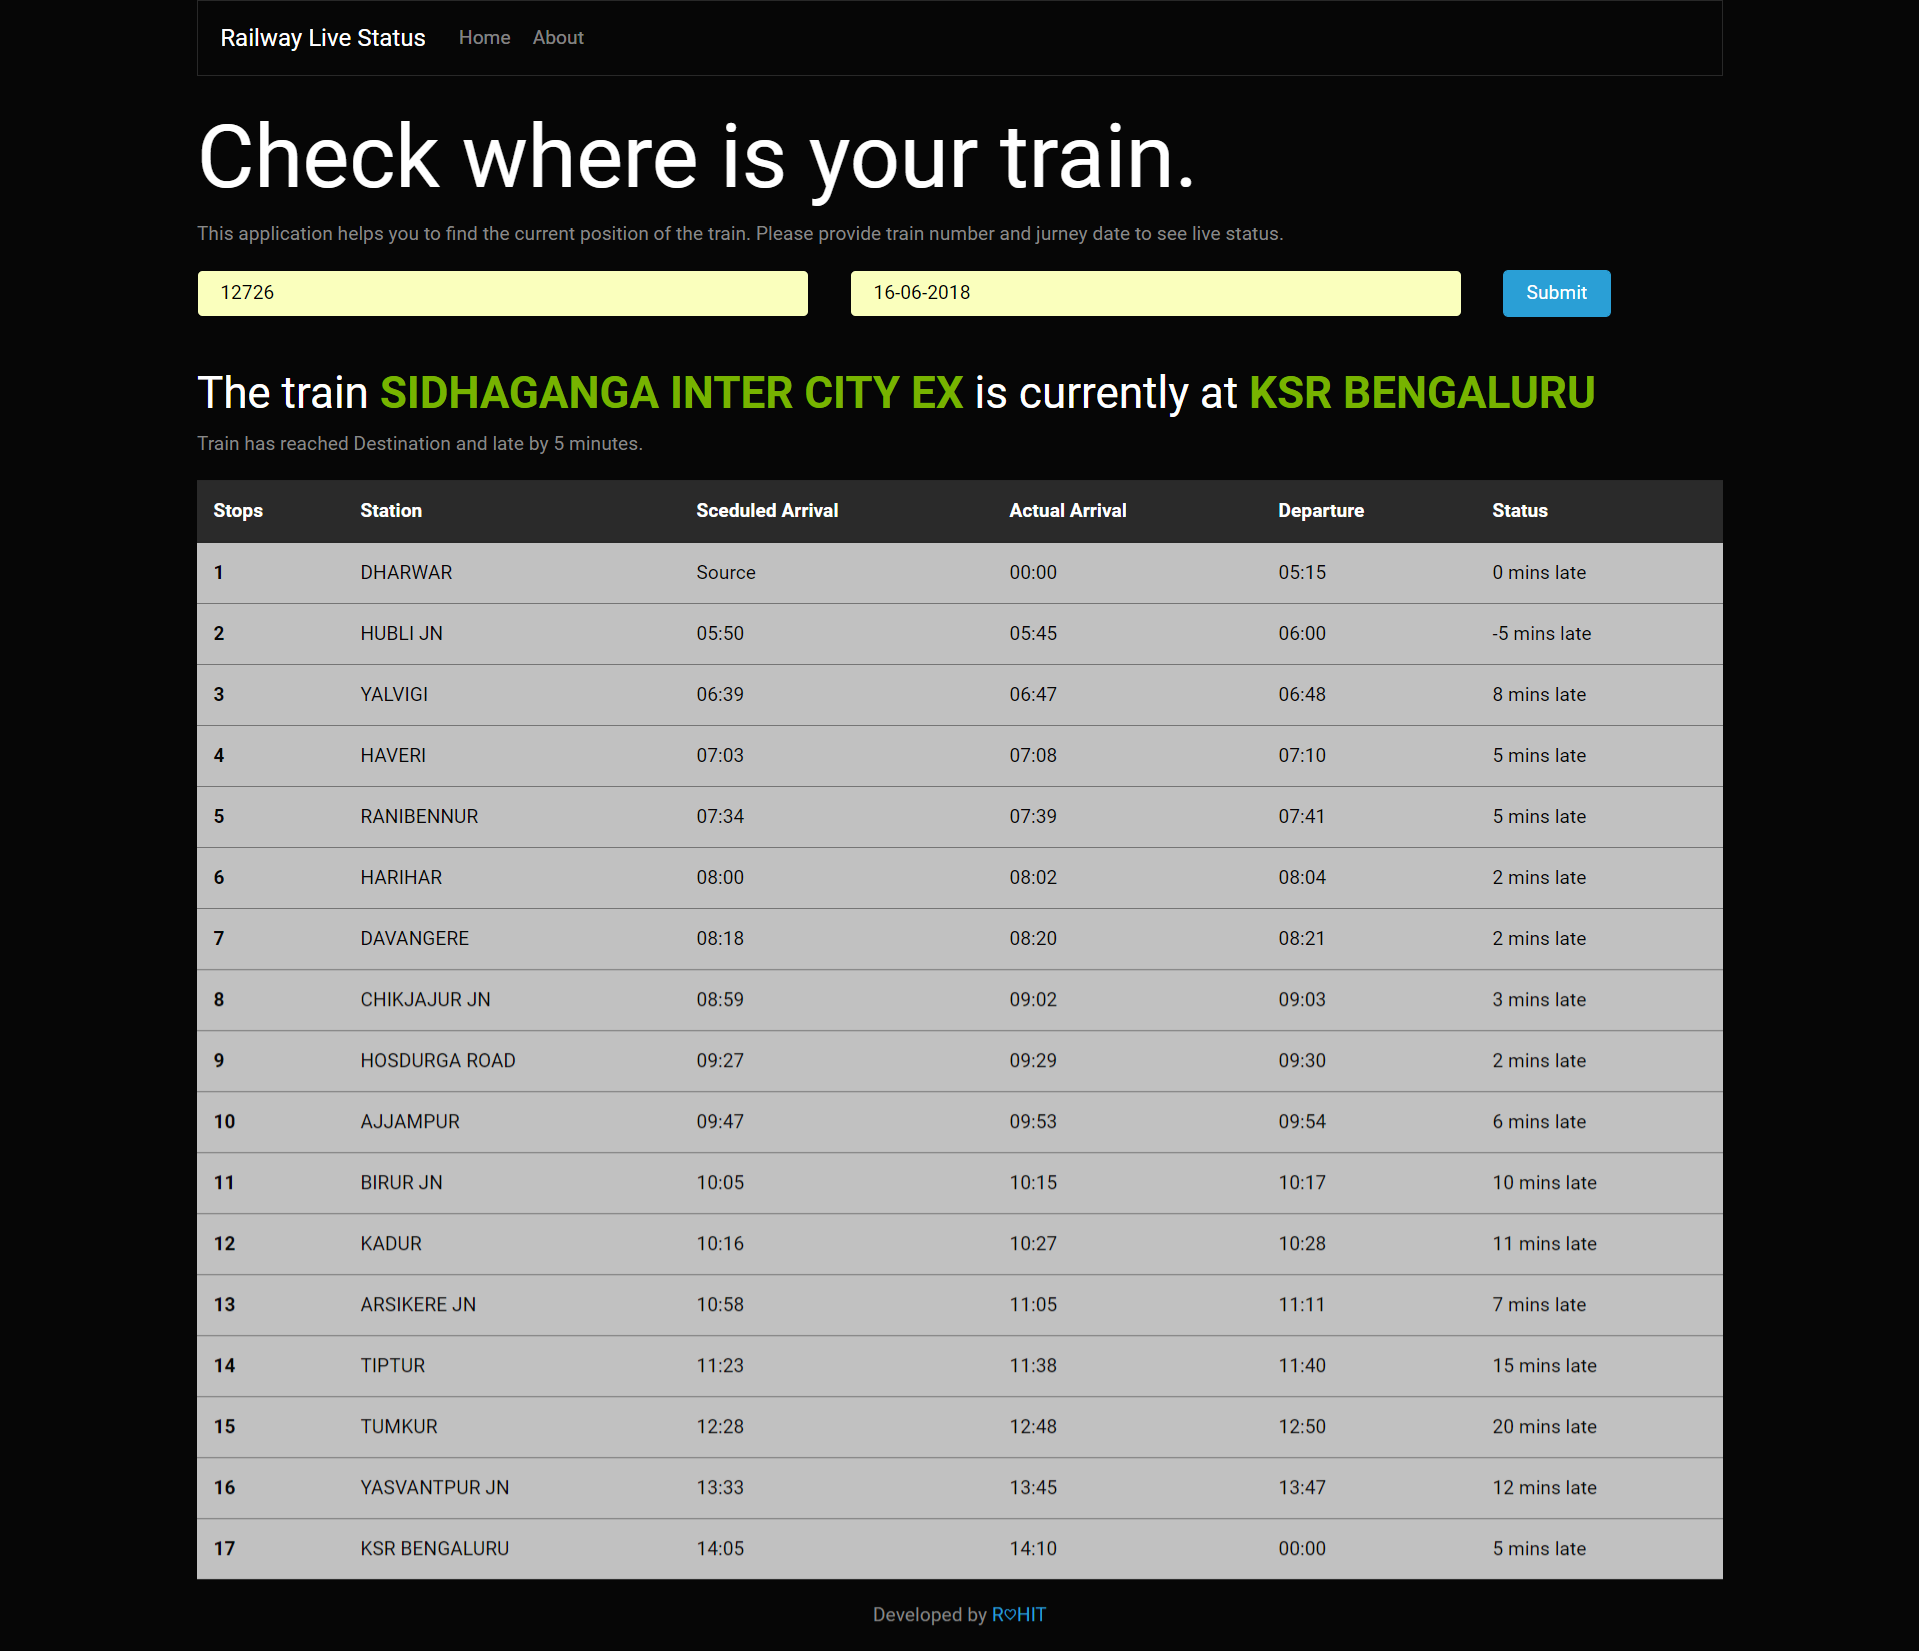 Railway Live Status Home About
Check where is your train.
This application helps you to find the current position of the train. Please provide train number and jurney date to see live status.
12726 16-06-2018 Submit
The train SIDHAGANGA INTER CITY EX is currently at KSR BENGALURU
Train has reached Destination and late by 5 minutes.
Stops Station Sceduled Arrival Actual Arrival Departure Status
1 DHARWAR Source 00:00 05:15 0 mins late
2 HUBLI JN 05:50 05:45 06:00 -5 mins late
3 YALVIGI 06:39 06:47 06:48 8 mins late
4 HAVERI 07:03 07:08 07:10 5 mins late
5 RANIBENNUR 07:34 07:39 07:41 5 mins late
6 HARIHAR 08:00 08:02 08:04 2 mins late
7 DAVANGERE 08:18 08:20 08:21 2 mins late
8 CHIKJAJUR JN 08:59 09:02 09:03 3 mins late
9 HOSDURGA ROAD 09:27 09:29 09:30 2 mins late
10 AJJAMPUR 09:47 09:53 09:54 6 mins late
11 BIRUR JN 10:05 10:15 10:17 10 mins late
12 KADUR 10:16 10:27 10:28 11 mins late
13 ARSIKERE JN 10:58 11:05 11:11 7 mins late
14 TIPTUR 11:23 11:38 11:40 15 mins late
15 TUMKUR 12:28 12:48 12:50 20 mins late
16 YASVANTPUR JN 13:33 13:45 13:47 12 mins late
17 KSR BENGALURU 14:05 14:10 00:00 5 mins late
Developed by R♡HIT